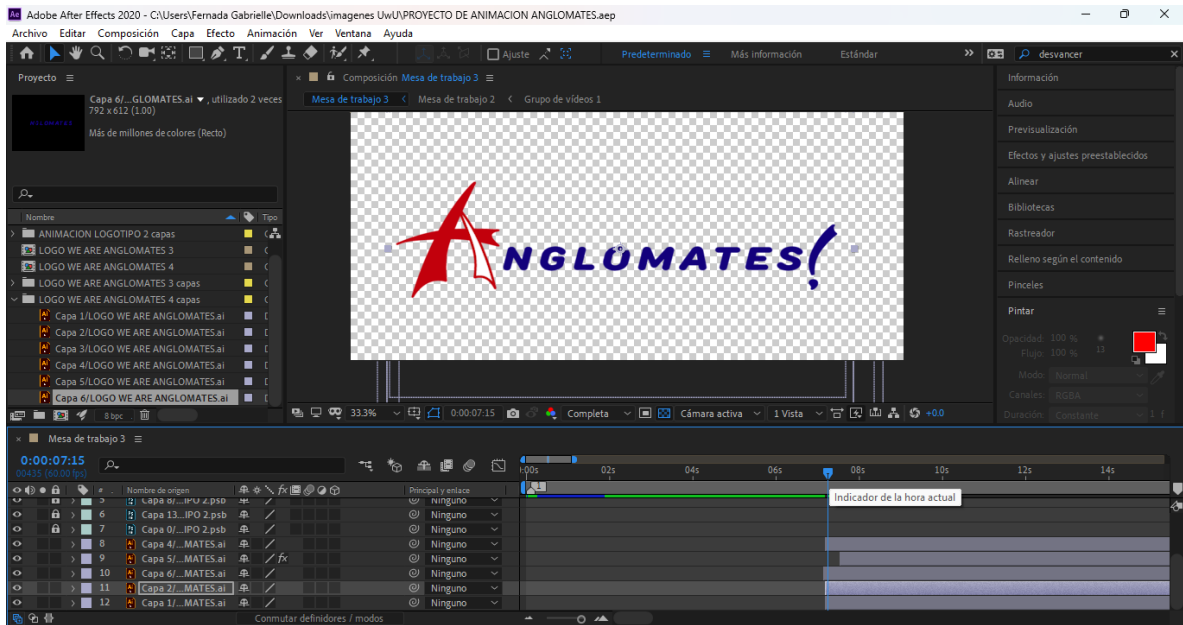 Adobe After Effects 2020 - C:\Users\Fernada Gabrielle\Downloads\imagenes UwU\PROYECTO DE ANIMACION ANGLOMATES.aep
Archivo Editar Composición Capa Efecto Animación Ver Ventana Ayuda
Ajuste Predeterminado Más información Estándar desvancer
Proyecto
Capa 6/...GLOMATES.ai , utilizado 2 veces
792 x 612 (1.00)
Más de millones de colores (Recto)
Nombre Tipo
ANIMACION LOGOTIPO 2 capas
LOGO WE ARE ANGLOMATES 3
LOGO WE ARE ANGLOMATES 4
LOGO WE ARE ANGLOMATES 3 capas
LOGO WE ARE ANGLOMATES 4 capas
Capa 1/LOGO WE ARE ANGLOMATES.ai
Capa 2/LOGO WE ARE ANGLOMATES.ai
Capa 3/LOGO WE ARE ANGLOMATES.ai
Capa 4/LOGO WE ARE ANGLOMATES.ai
Capa 5/LOGO WE ARE ANGLOMATES.ai
Capa 6/LOGO WE ARE ANGLOMATES.ai
8 bpc
Composición Mesa de trabajo 3
Mesa de trabajo 3 Mesa de trabajo 2 Grupo de vídeos 1
ANGLOMATES!
33.3% 0:00:07:15 Completa Cámara activa 1 Vista +0.0
Información
Audio
Previsualización
Efectos y ajustes preestablecidos
Alinear
Bibliotecas
Rastreador
Relleno según el contenido
Pinceles
Pintar
Opacidad: 100 %
Flujo: 100 % 13
Modo: Normal
Canales: RGBA
Duración: Constante 1 f
Mesa de trabajo 3
0:00:07:15
00435 (60.00 fps)
:00s 02s 04s 06s 08s 10s 12s 14s
# Nombre de origen fx Principal y enlace
1
Indicador de la hora actual
5 Capa 8/...IPO 2.psb Ninguno
6 Capa 13...IPO 2.psb Ninguno
7 Capa 0/...IPO 2.psb Ninguno
8 Capa 4/...MATES.ai Ninguno
9 Capa 5/...MATES.ai fx Ninguno
10 Capa 6/...MATES.ai Ninguno
11 Capa 2/...MATES.ai Ninguno
12 Capa 1/...MATES.ai Ninguno
Conmutar definidores / modos